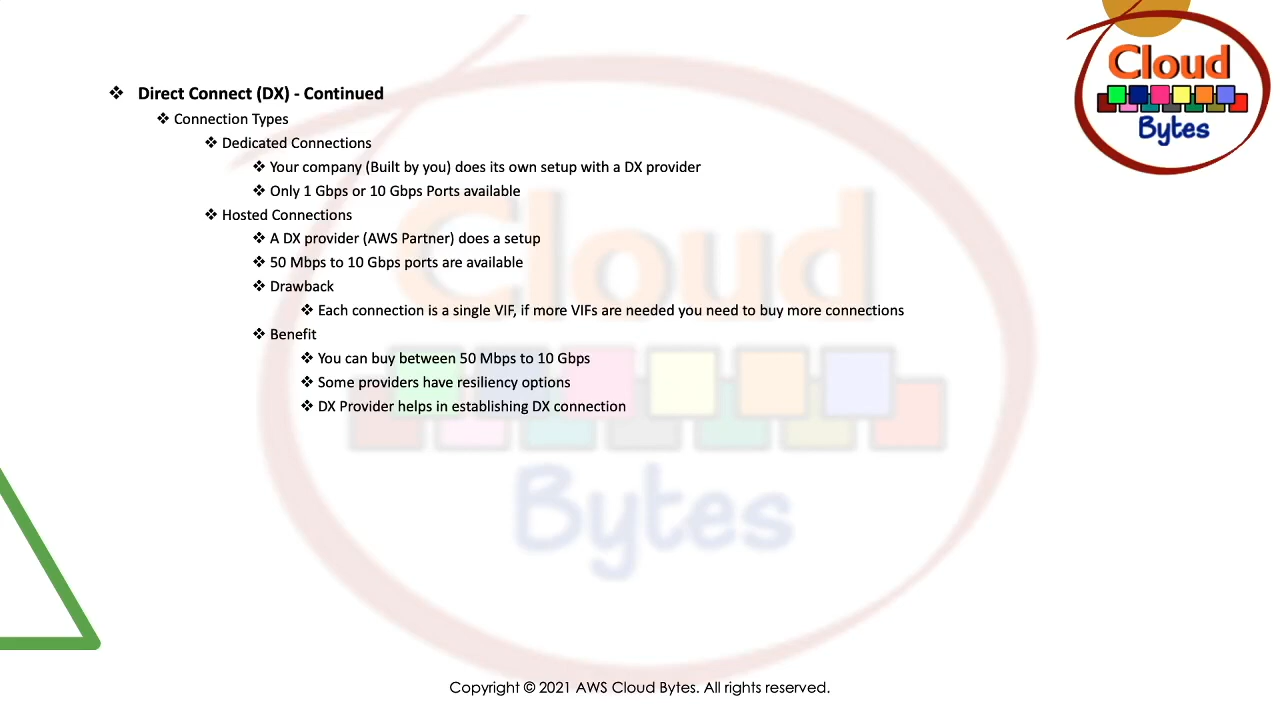 Cloud
Bytes
❖ Direct Connect (DX) - Continued
❖ Connection Types
❖ Dedicated Connections
❖ Your company (Built by you) does its own setup with a DX provider
❖ Only 1 Gbps or 10 Gbps Ports available
❖ Hosted Connections
❖ A DX provider (AWS Partner) does a setup
❖ 50 Mbps to 10 Gbps ports are available
❖ Drawback
❖ Each connection is a single VIF, if more VIFs are needed you need to buy more connections
❖ Benefit
❖ You can buy between 50 Mbps to 10 Gbps
❖ Some providers have resiliency options
❖ DX Provider helps in establishing DX connection
Cloud
Bytes
Copyright © 2021 AWS Cloud Bytes. All rights reserved.